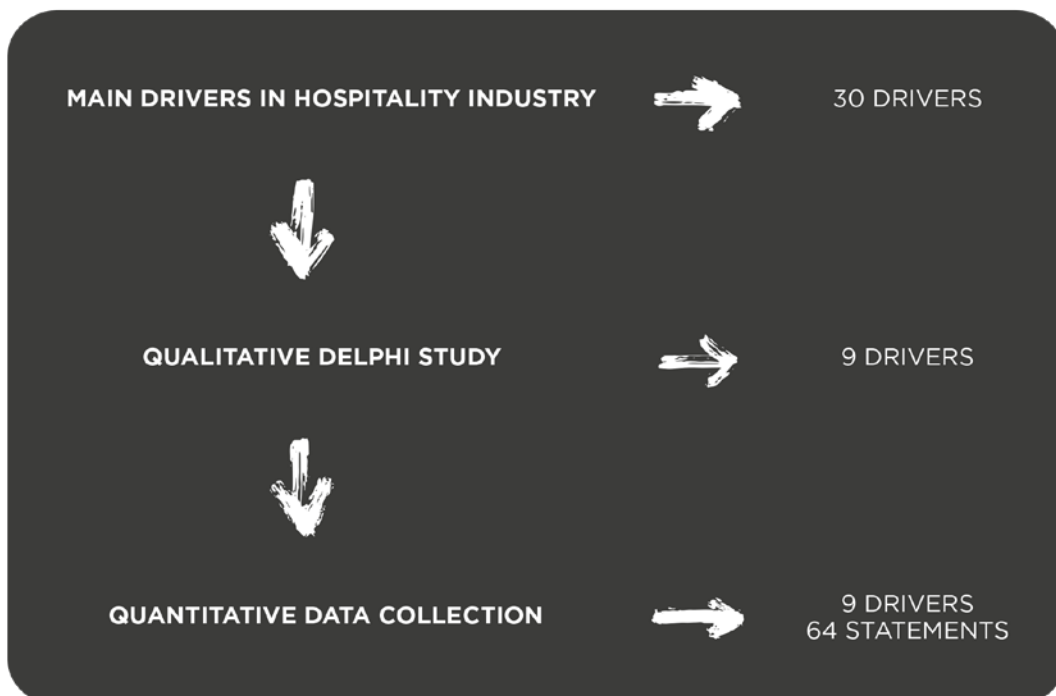 MAIN DRIVERS IN HOSPITALITY INDUSTRY
30 DRIVERS
QUALITATIVE DELPHI STUDY
9 DRIVERS
QUANTITATIVE DATA COLLECTION
9 DRIVERS
64 STATEMENTS